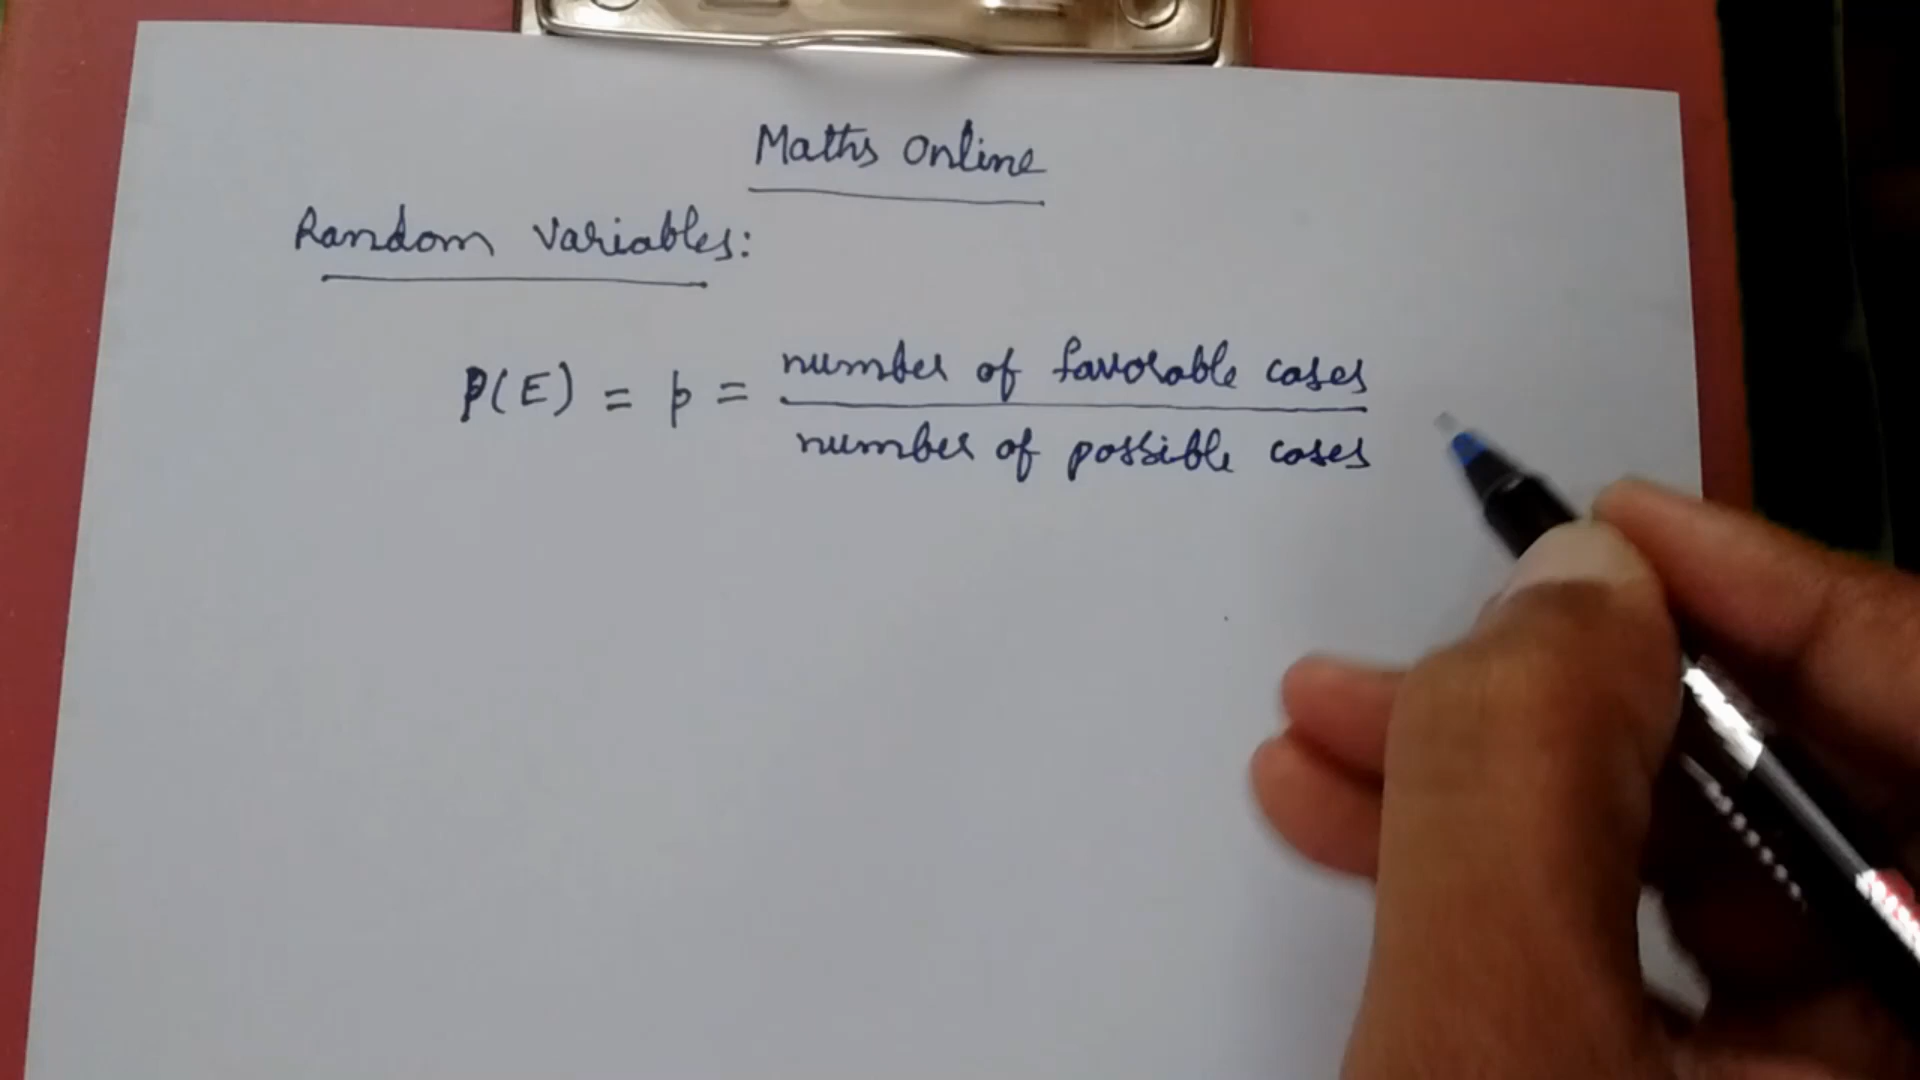 Maths Online
Random Variables:
P(E) = p = number of favorable cases
number of possible cases